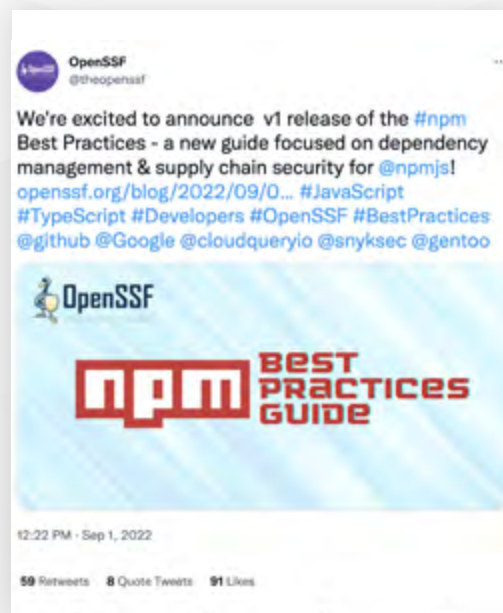 OpenSSF
@theopenssf
We're excited to announce v1 release of the #npm
Best Practices - a new guide focused on dependency
management & supply chain security for @npmjs!
openssf.org/blog/2022/09/0... #JavaScript
#TypeScript #Developers #OpenSSF #BestPractices
@github @Google @cloudqueryio @snyksec @gentoo
OpenSSF
npm BEST PRACTICES GUIDE
12:22 PM · Sep 1, 2022
59 Retweets 8 Quote Tweets 91 Likes